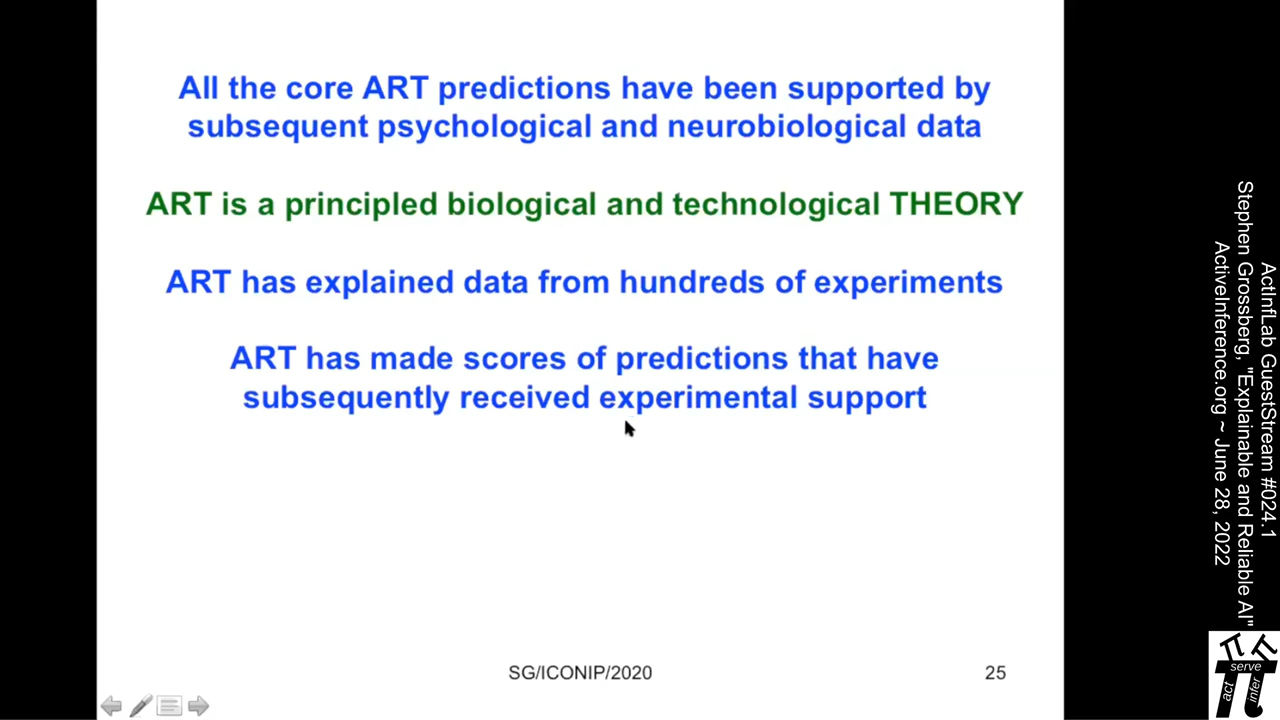 All the core ART predictions have been supported by
subsequent psychological and neurobiological data
ART is a principled biological and technological THEORY
ART has explained data from hundreds of experiments
ART has made scores of predictions that have
subsequently received experimental support
SG/ICONIP/2020
25
ActInfLab GuestStream #024.1
Stephen Grossberg, "Explainable and Reliable AI"
ActiveInference.org ~ June 28, 2022
serve
act
infer